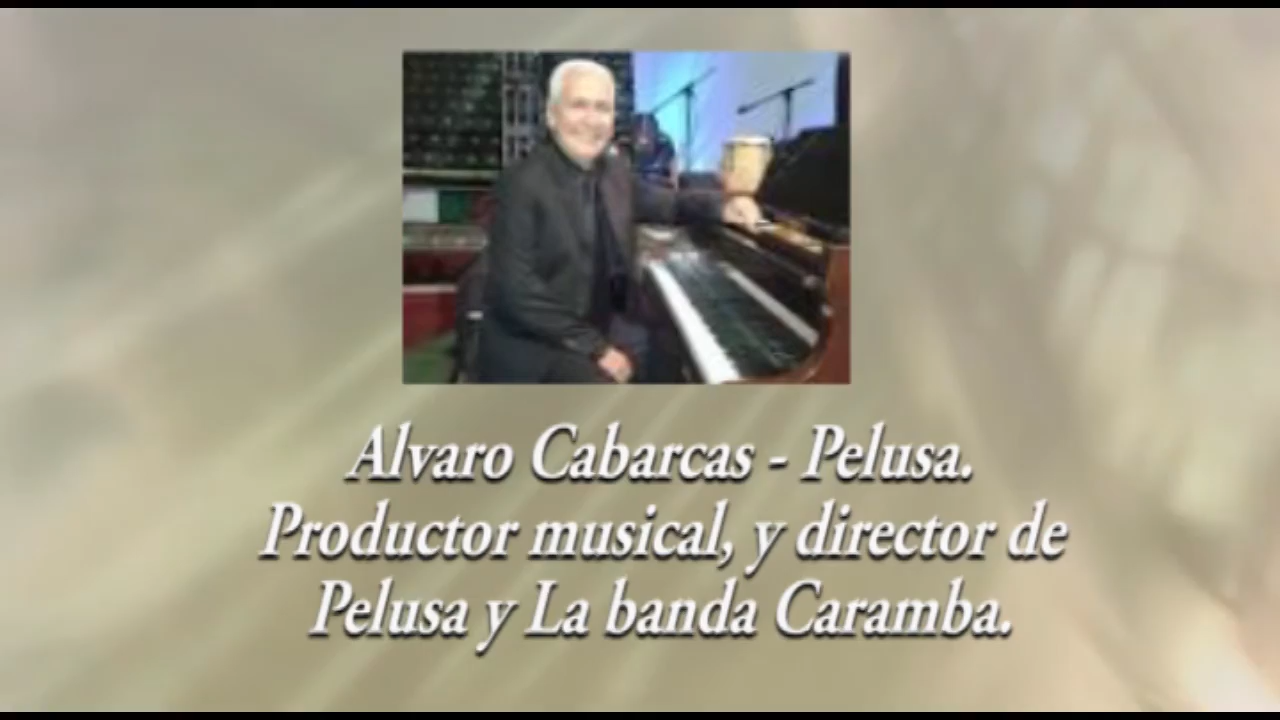 Alvaro Cabarcas - Pelusa.
Productor musical, y director de
Pelusa y La banda Caramba.